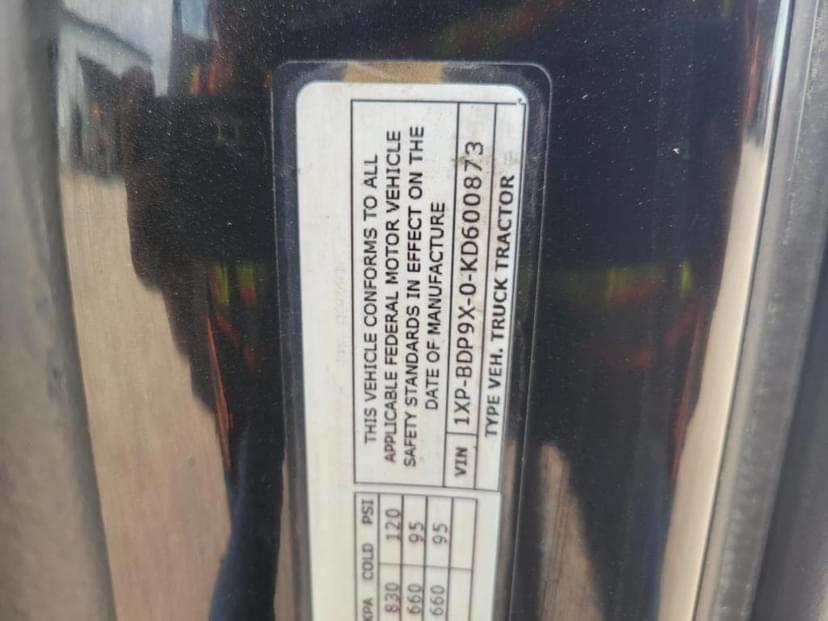 THIS VEHICLE CONFORMS TO ALL
APPLICABLE FEDERAL MOTOR VEHICLE
SAFETY STANDARDS IN EFFECT ON THE
DATE OF MANUFACTURE
VIN 1XP-BDP9X-0-KD600873
TYPE VEH. TRUCK TRACTOR
KPA COLD PSI
830 120
660 95
660 95